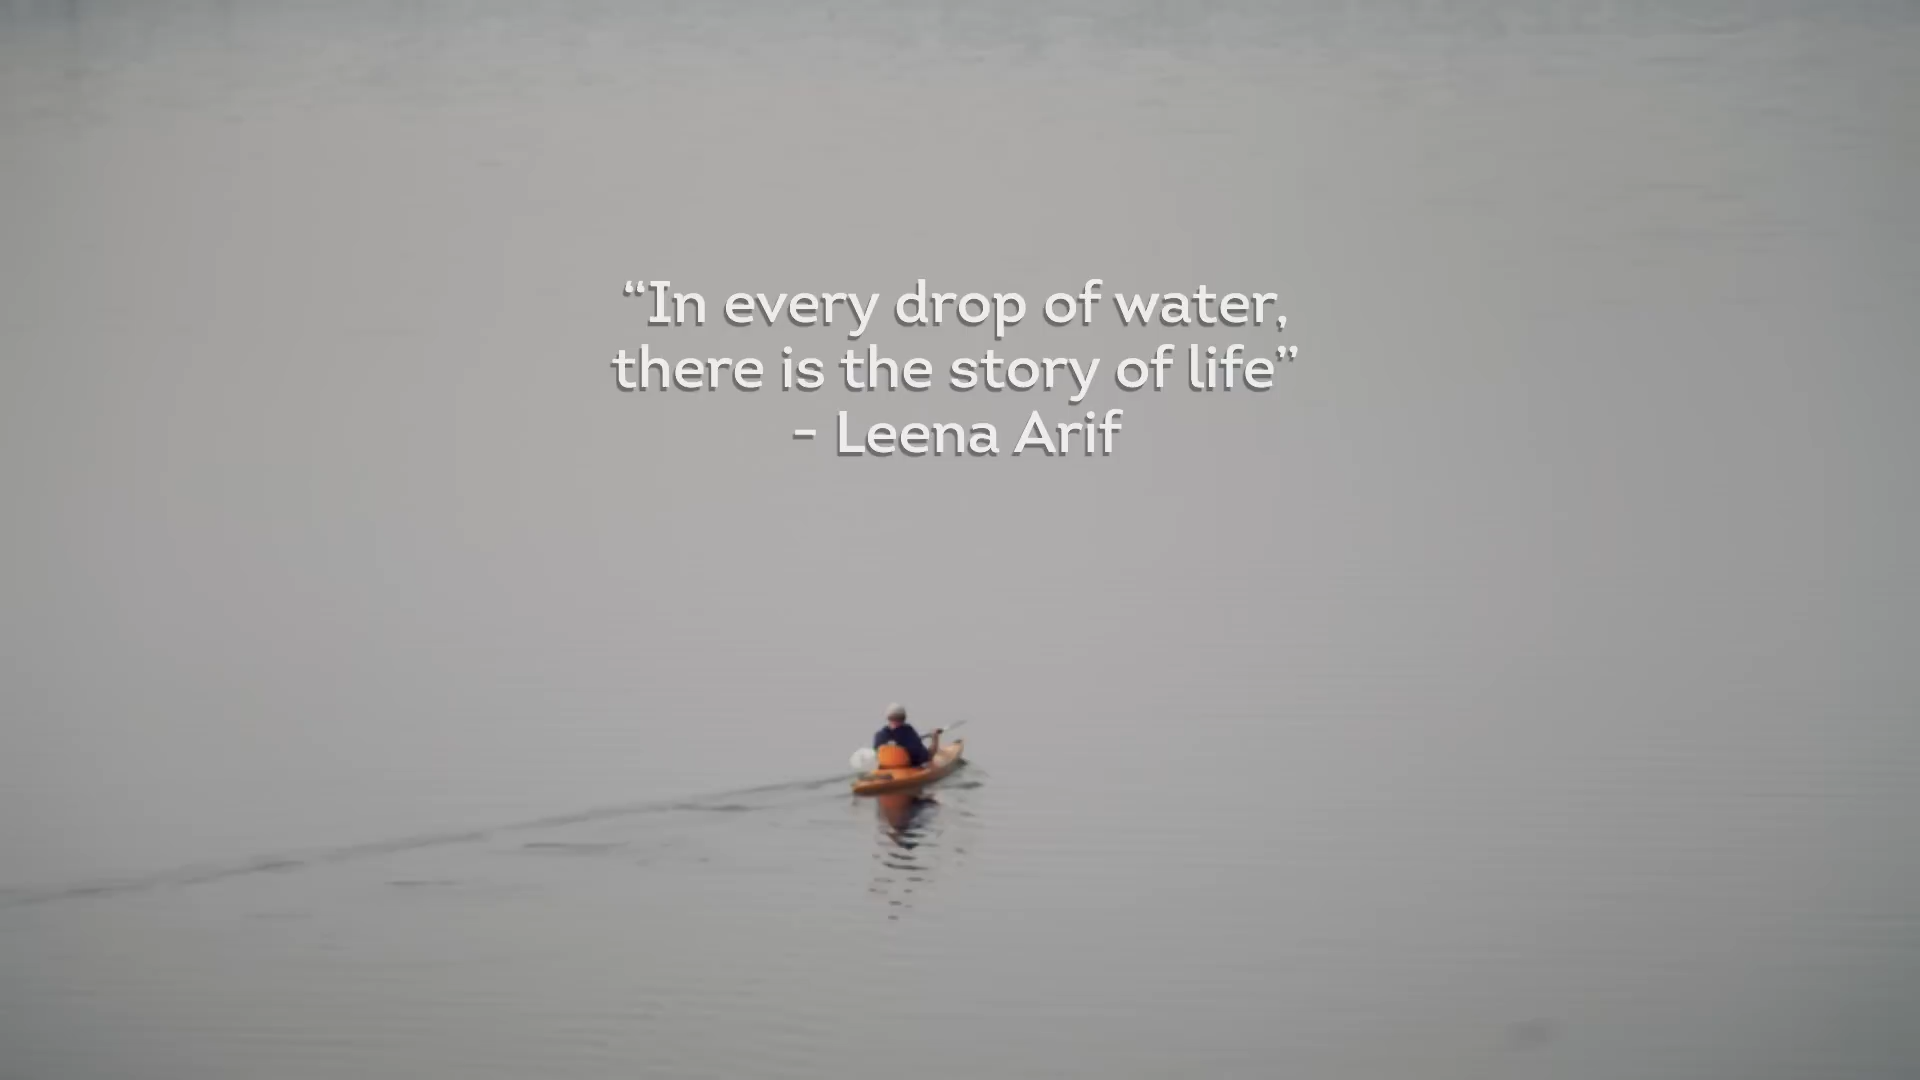 “In every drop of water,
there is the story of life”
- Leena Arif